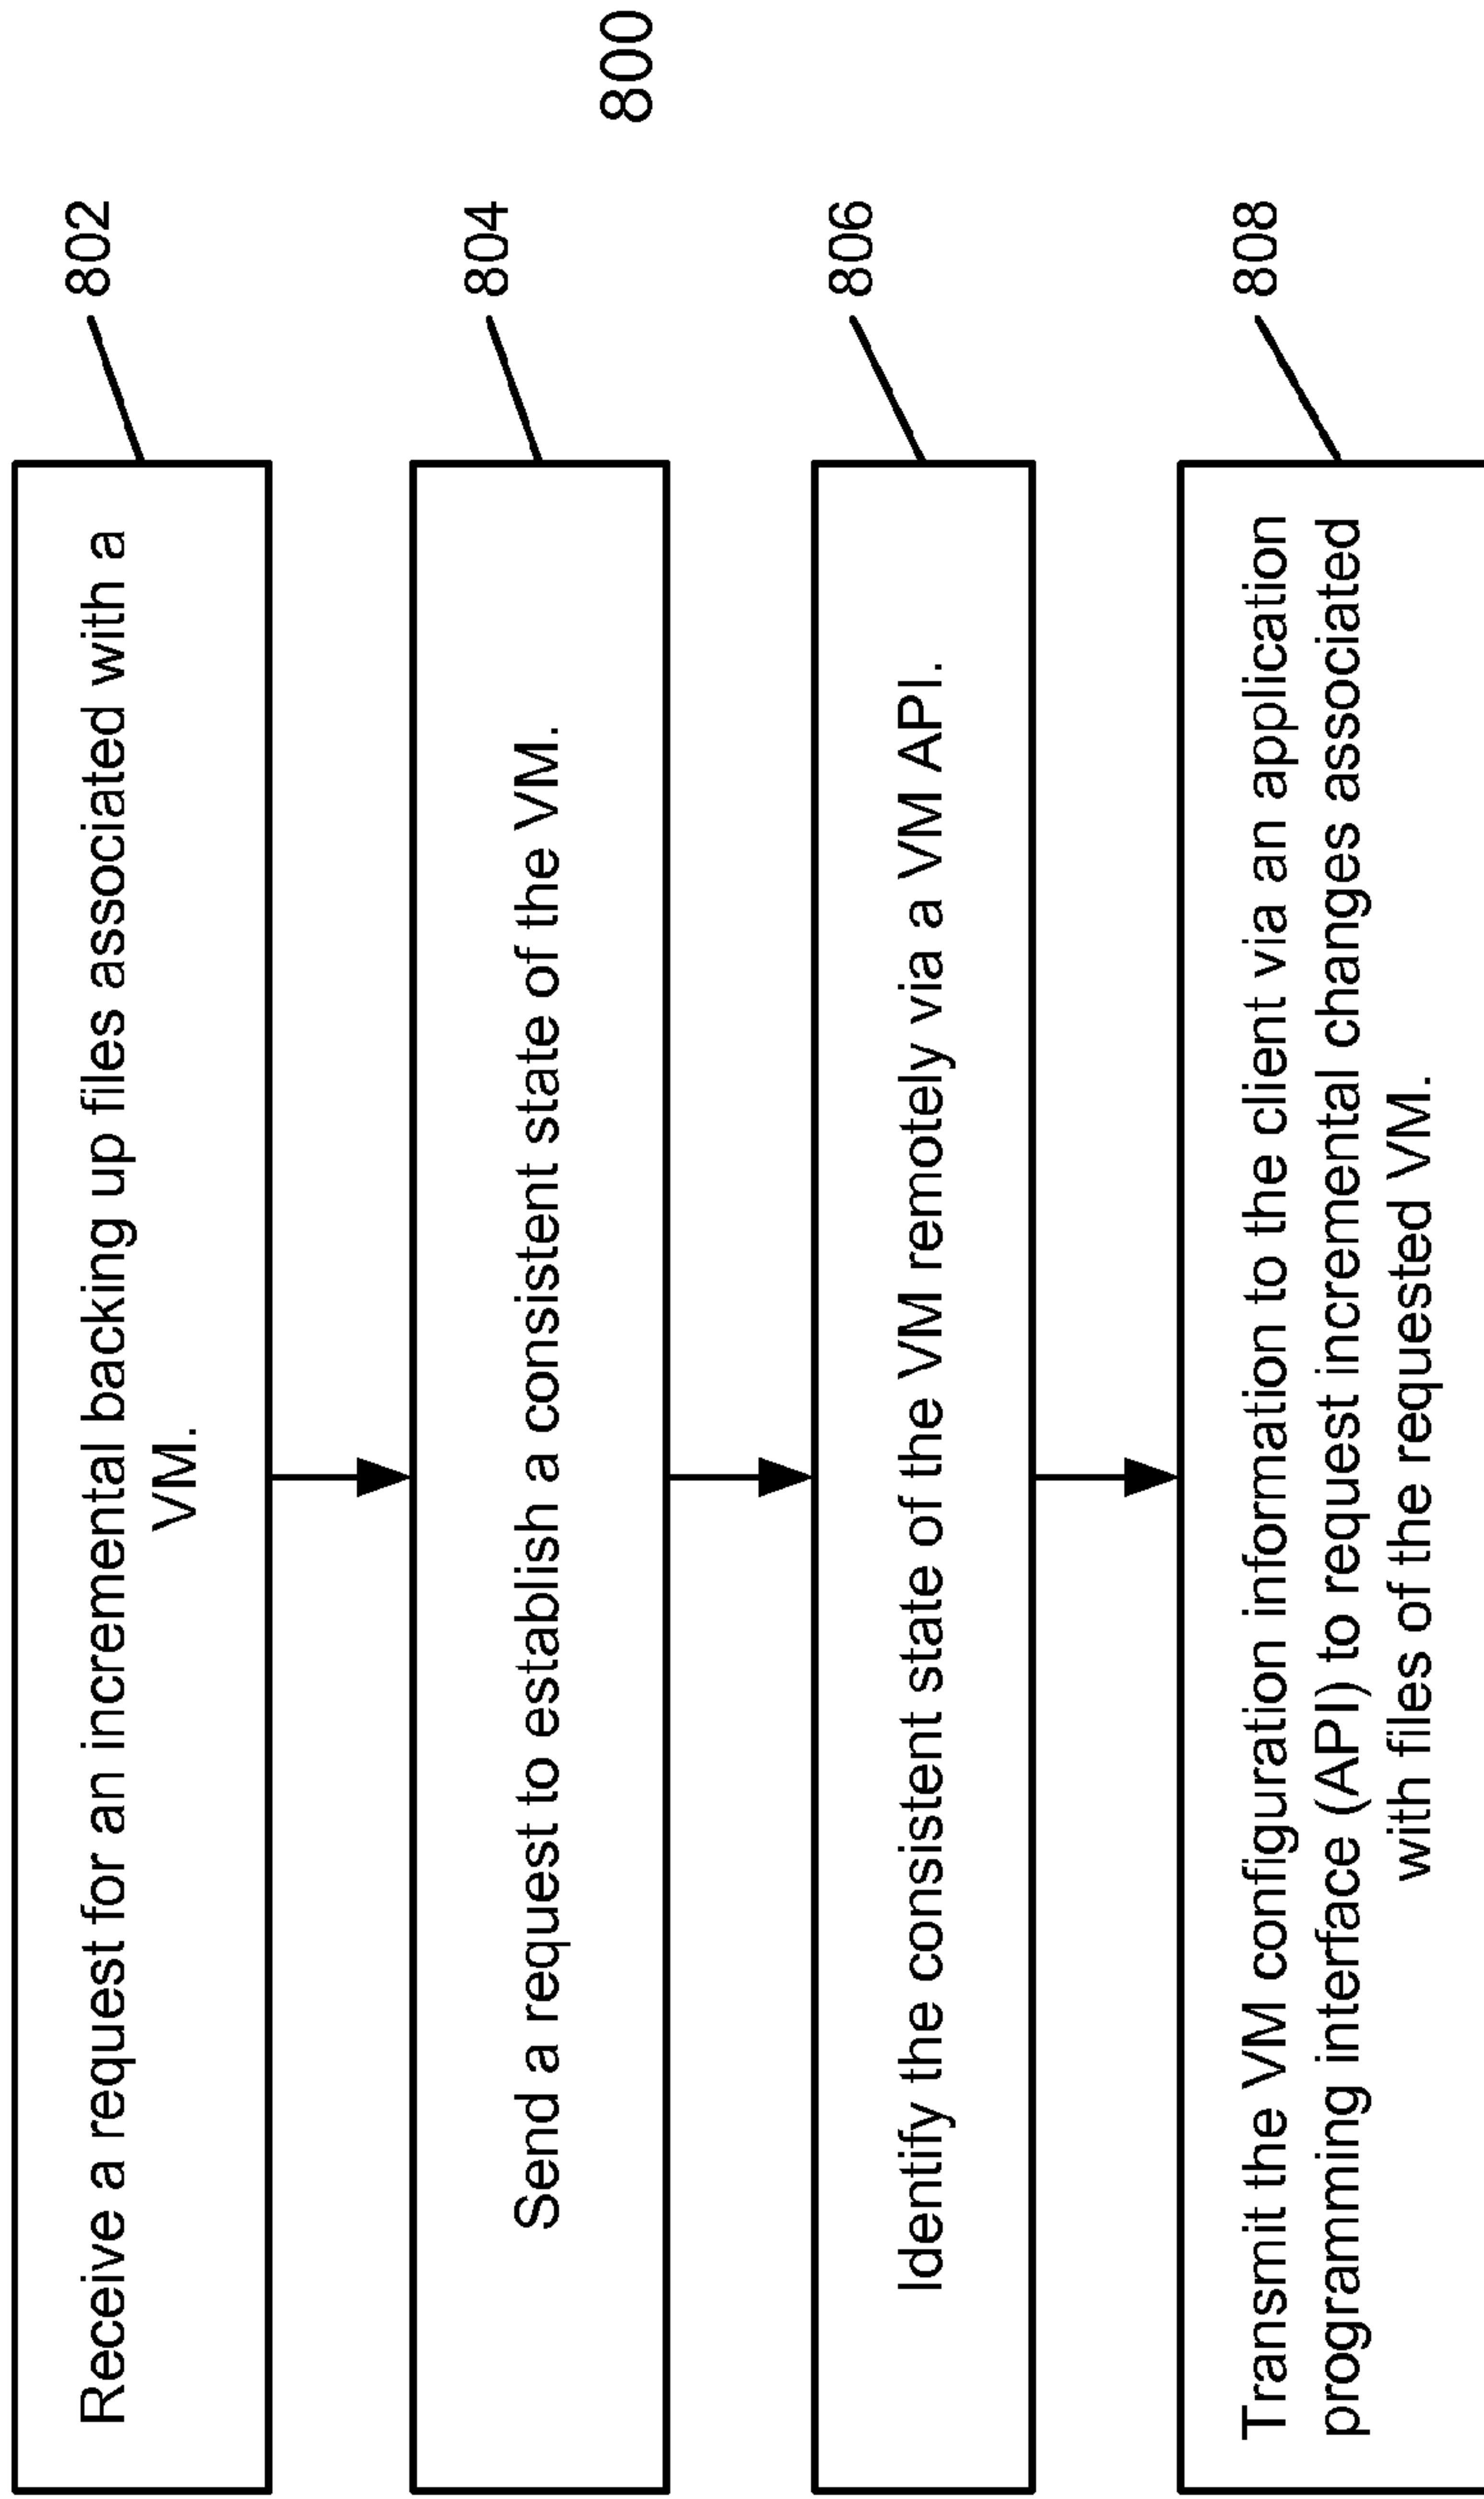 802
Receive a request for an incremental backing up files associated with a
VM.
804
Send a request to establish a consistent state of the VM.
800
806
Identify the consistent state of the VM remotely via a VM API.
808
Transmit the VM configuration information to the client via an application
programming interface (API) to request incremental changes associated
with files of the requested VM.